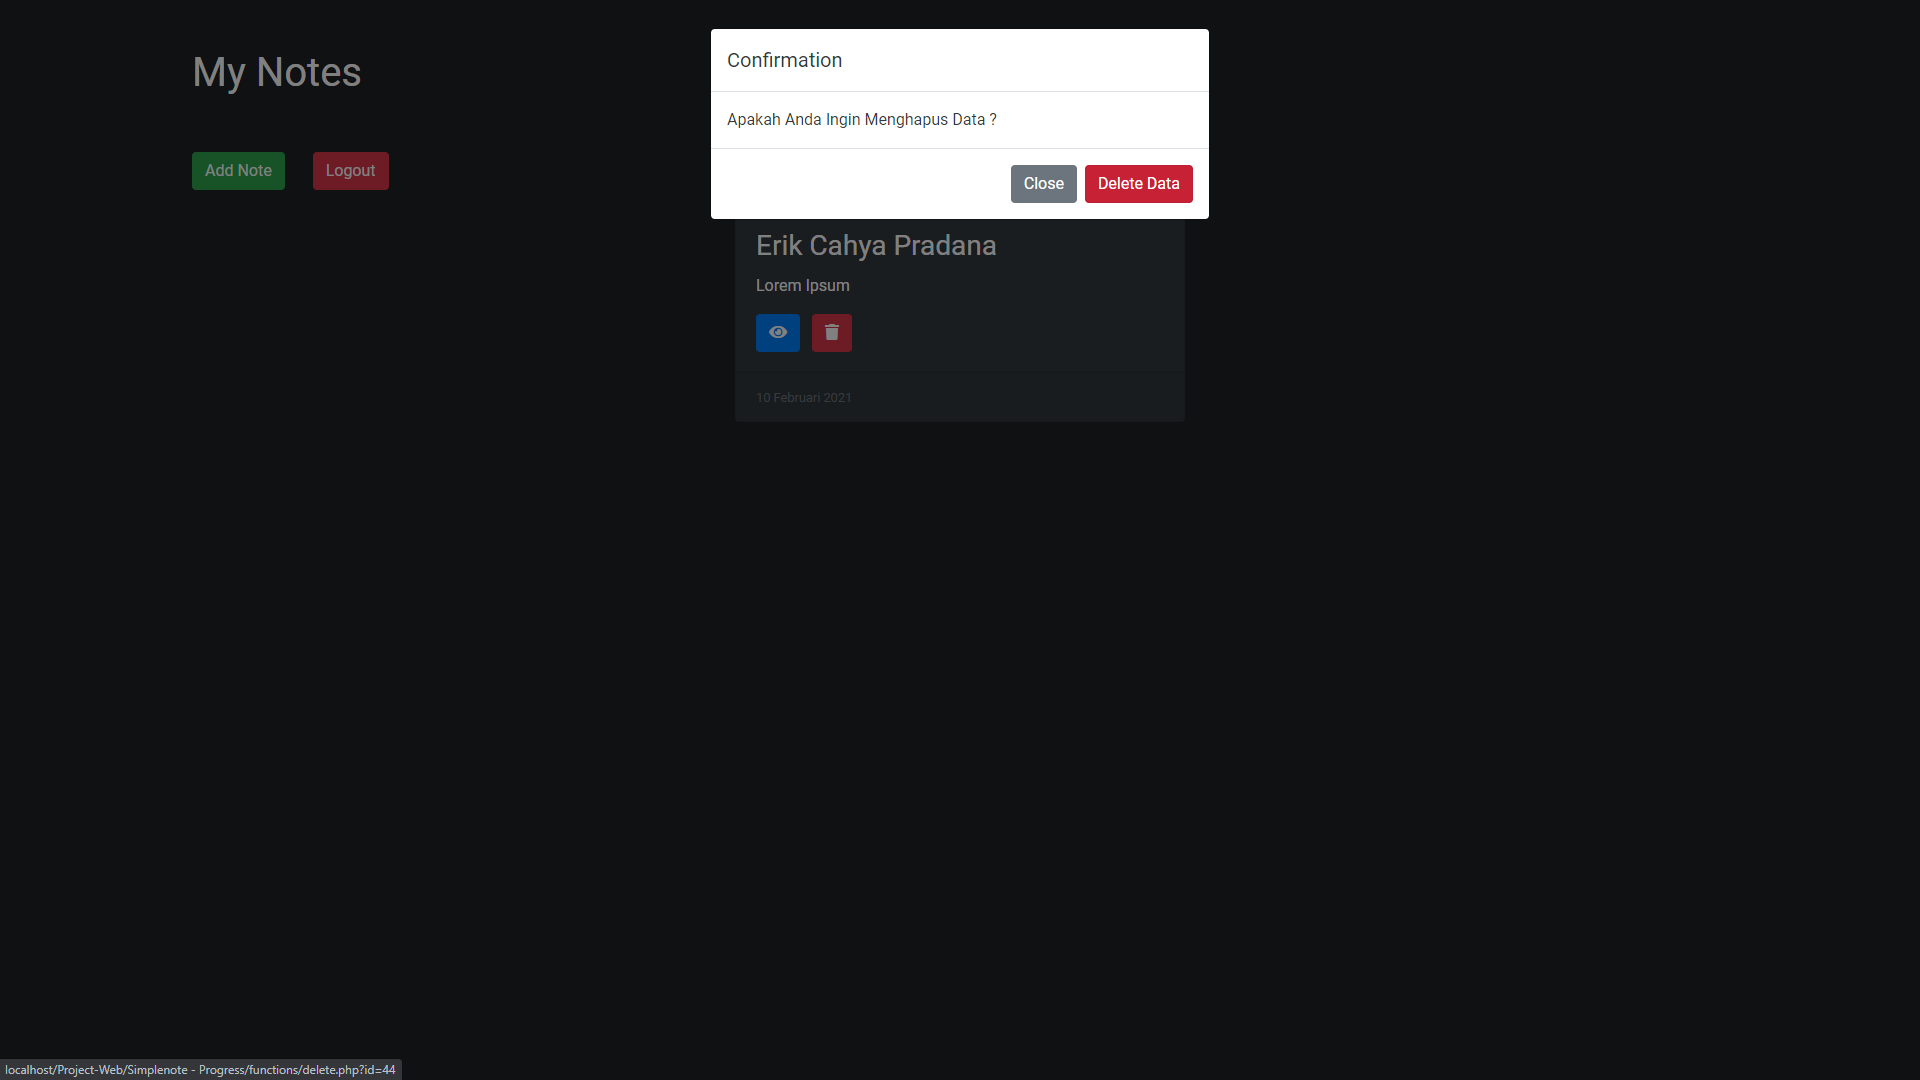 My Notes
Add Note
Logout
Confirmation
Apakah Anda Ingin Menghapus Data ?
Close
Delete Data
Erik Cahya Pradana
Lorem Ipsum
10 Februari 2021
localhost/Project-Web/Simplenote - Progress/functions/delete.php?id=44